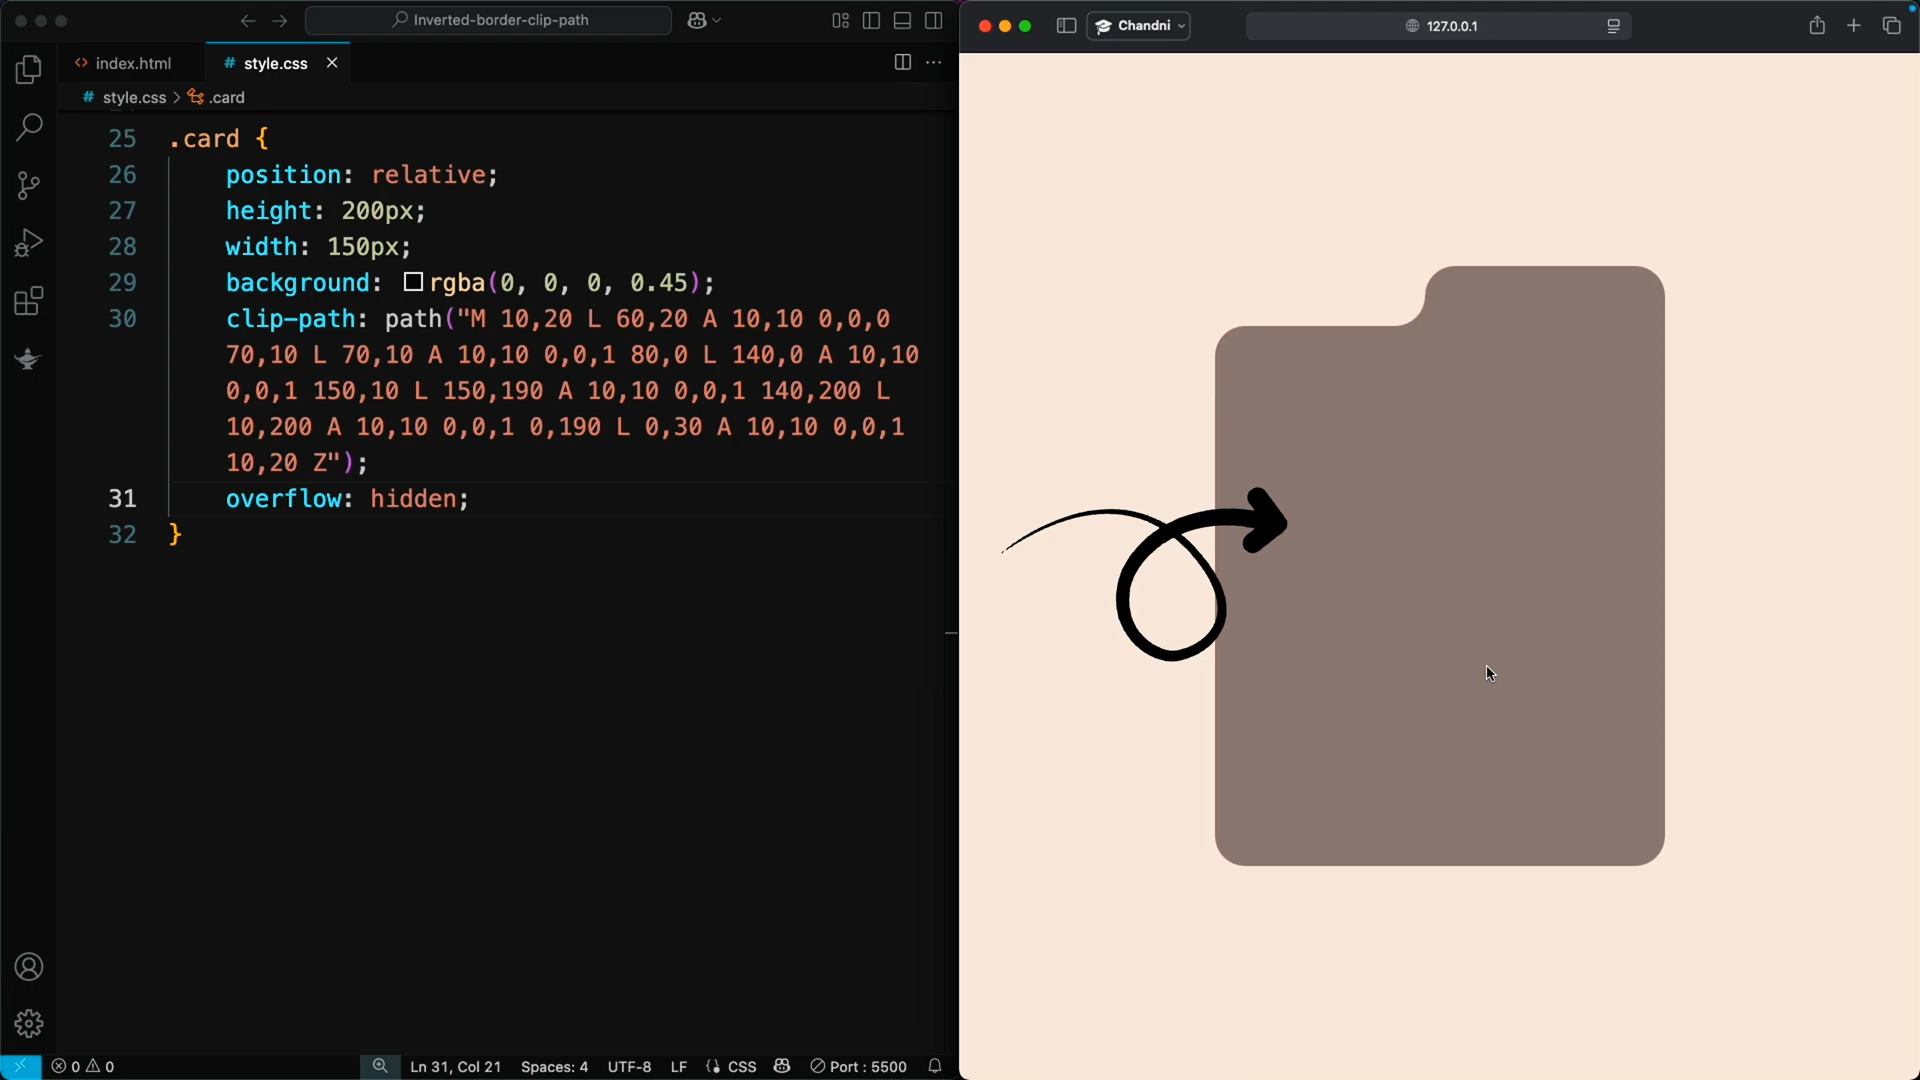 Inverted-border-clip-path
index.html
# style.css
# style.css > .card
25 .card {
26 position: relative;
27 height: 200px;
28 width: 150px;
29 background: rgba(0, 0, 0, 0.45);
30 clip-path: path("M 10,20 L 60,20 A 10,10 0,0,0
70,10 L 70,10 A 10,10 0,0,1 80,0 L 140,0 A 10,10
0,0,1 150,10 L 150,190 A 10,10 0,0,1 140,200 L
10,200 A 10,10 0,0,1 0,190 L 0,30 A 10,10 0,0,1
10,20 Z");
31 overflow: hidden;
32 }
0 0
Ln 31, Col 21
Spaces: 4
UTF-8
LF
CSS
Port : 5500
Chandni
127.0.0.1